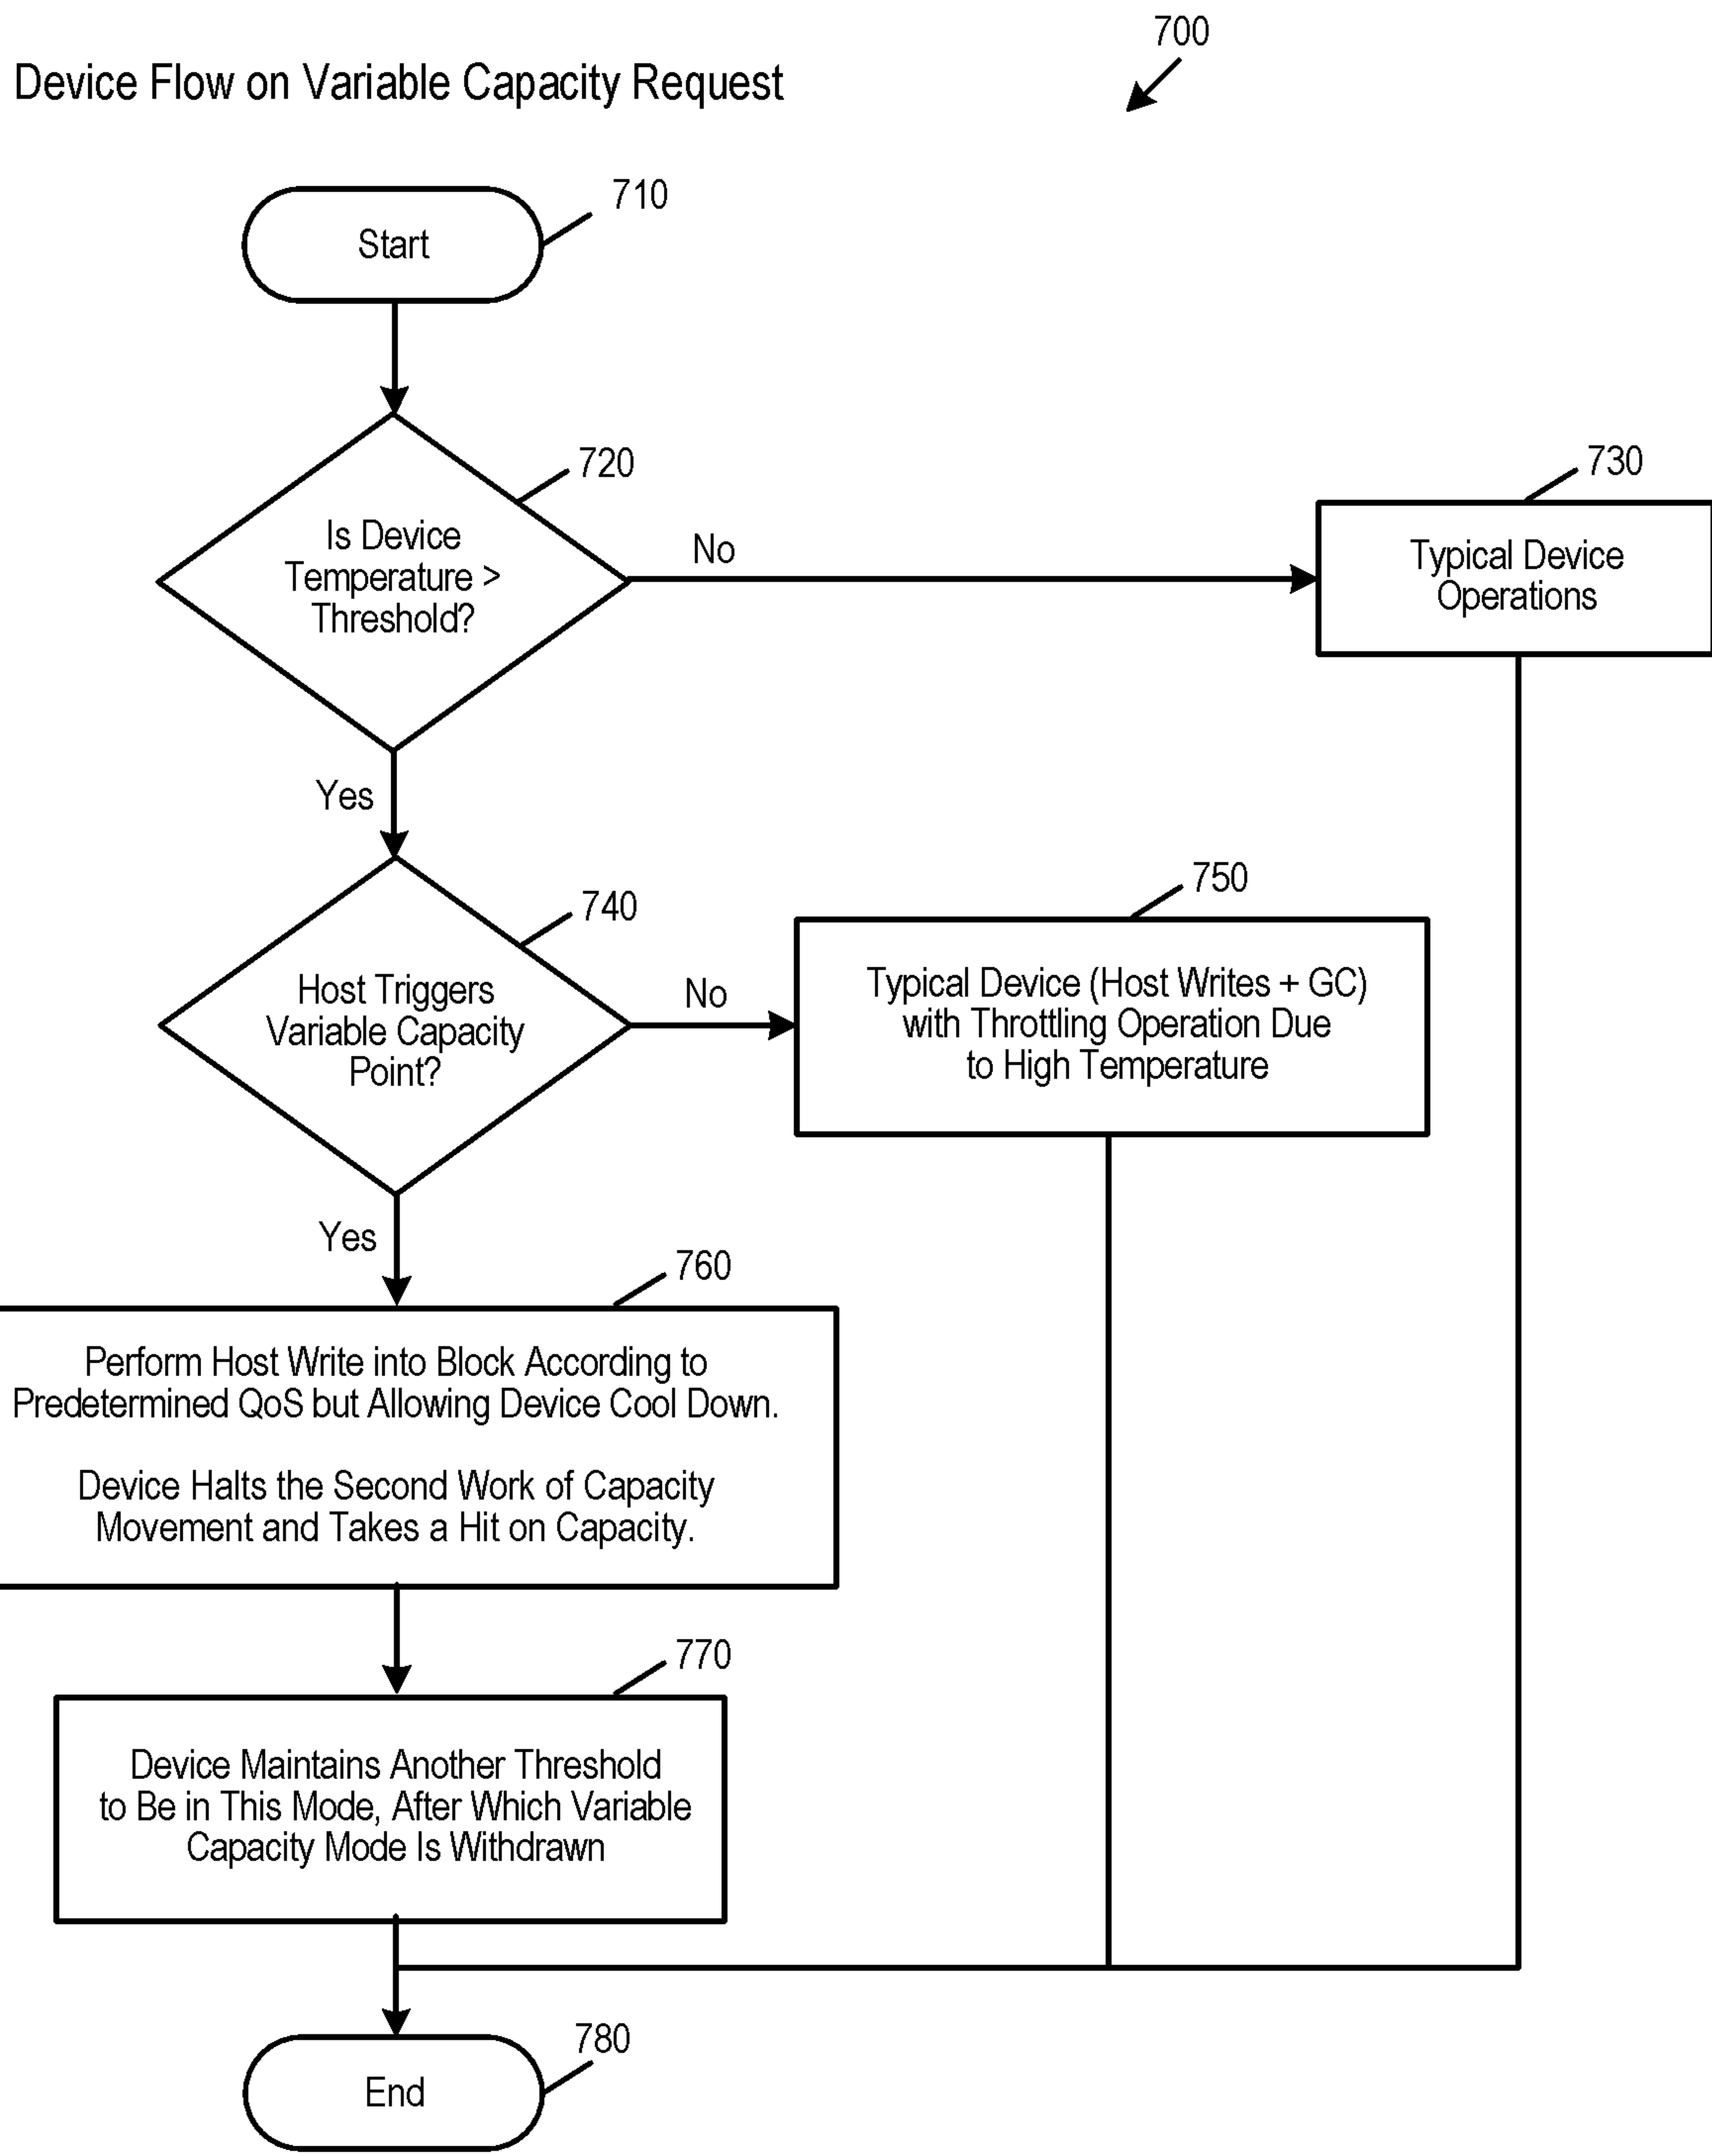 700
Device Flow on Variable Capacity Request
710
Start
720
Is Device
Temperature >
Threshold?
No
730
Typical Device
Operations
Yes
740
Host Triggers
Variable Capacity
Point?
No
750
Typical Device (Host Writes + GC)
with Throttling Operation Due
to High Temperature
Yes
760
Perform Host Write into Block According to
Predetermined QoS but Allowing Device Cool Down.
Device Halts the Second Work of Capacity
Movement and Takes a Hit on Capacity.
770
Device Maintains Another Threshold
to Be in This Mode, After Which Variable
Capacity Mode Is Withdrawn
780
End